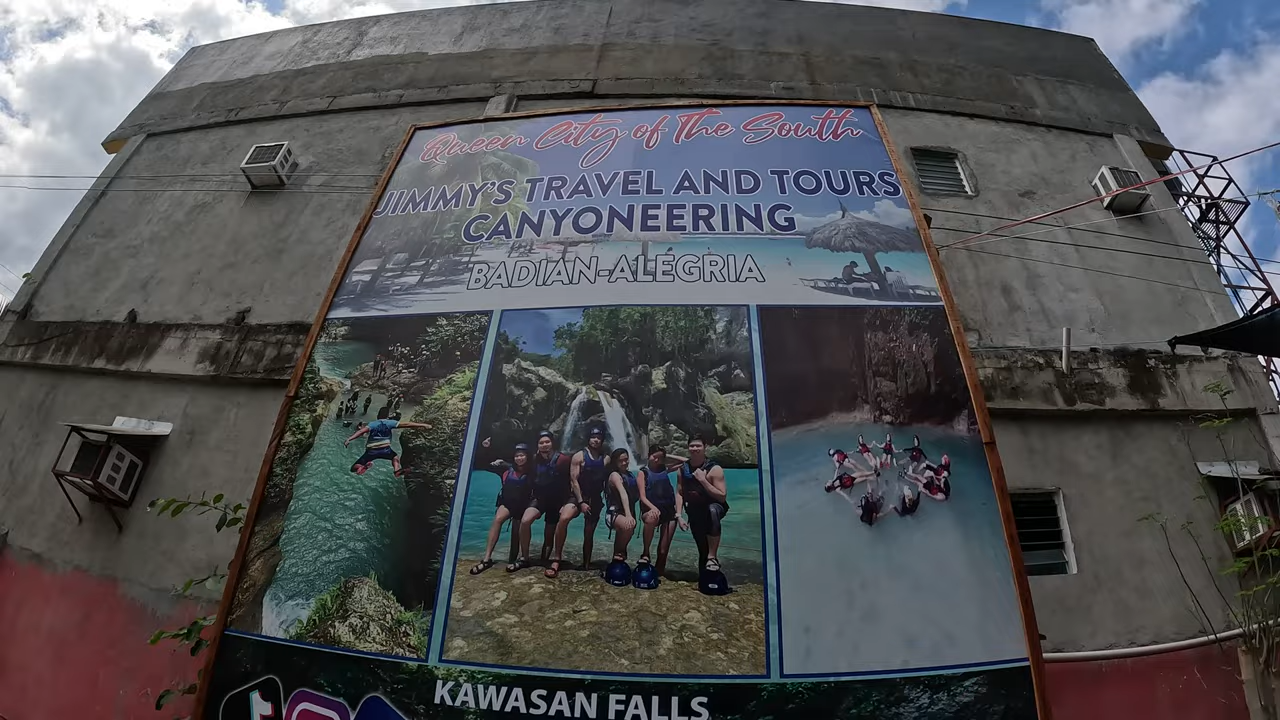 Queen City of The South
JIMMY'S TRAVEL AND TOURS
CANYONEERING
BADIAN-ALEGRIA
KAWASAN FALLS